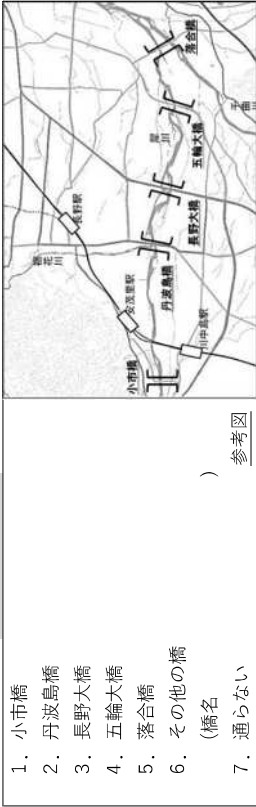 1．小市橋
2．丹波島橋
3．長野大橋
4．五輪大橋
5．落合橋
6．その他の橋
（橋名　　　　　　）
7．通らない
参考図
小市橋
安茂里駅
川中島駅
丹波島橋
裾花川
長野駅
長野大橋
犀川
五輪大橋
落合橋
千曲川